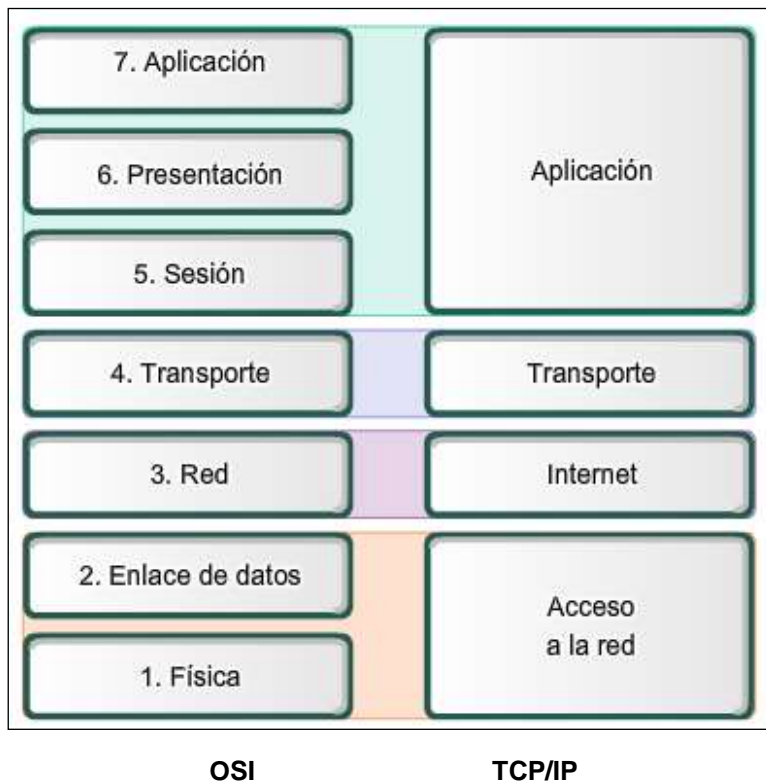 7. Aplicación
6. Presentación
5. Sesión
4. Transporte
3. Red
2. Enlace de datos
1. Física
Aplicación
Transporte
Internet
Acceso
a la red
OSI
TCP/IP